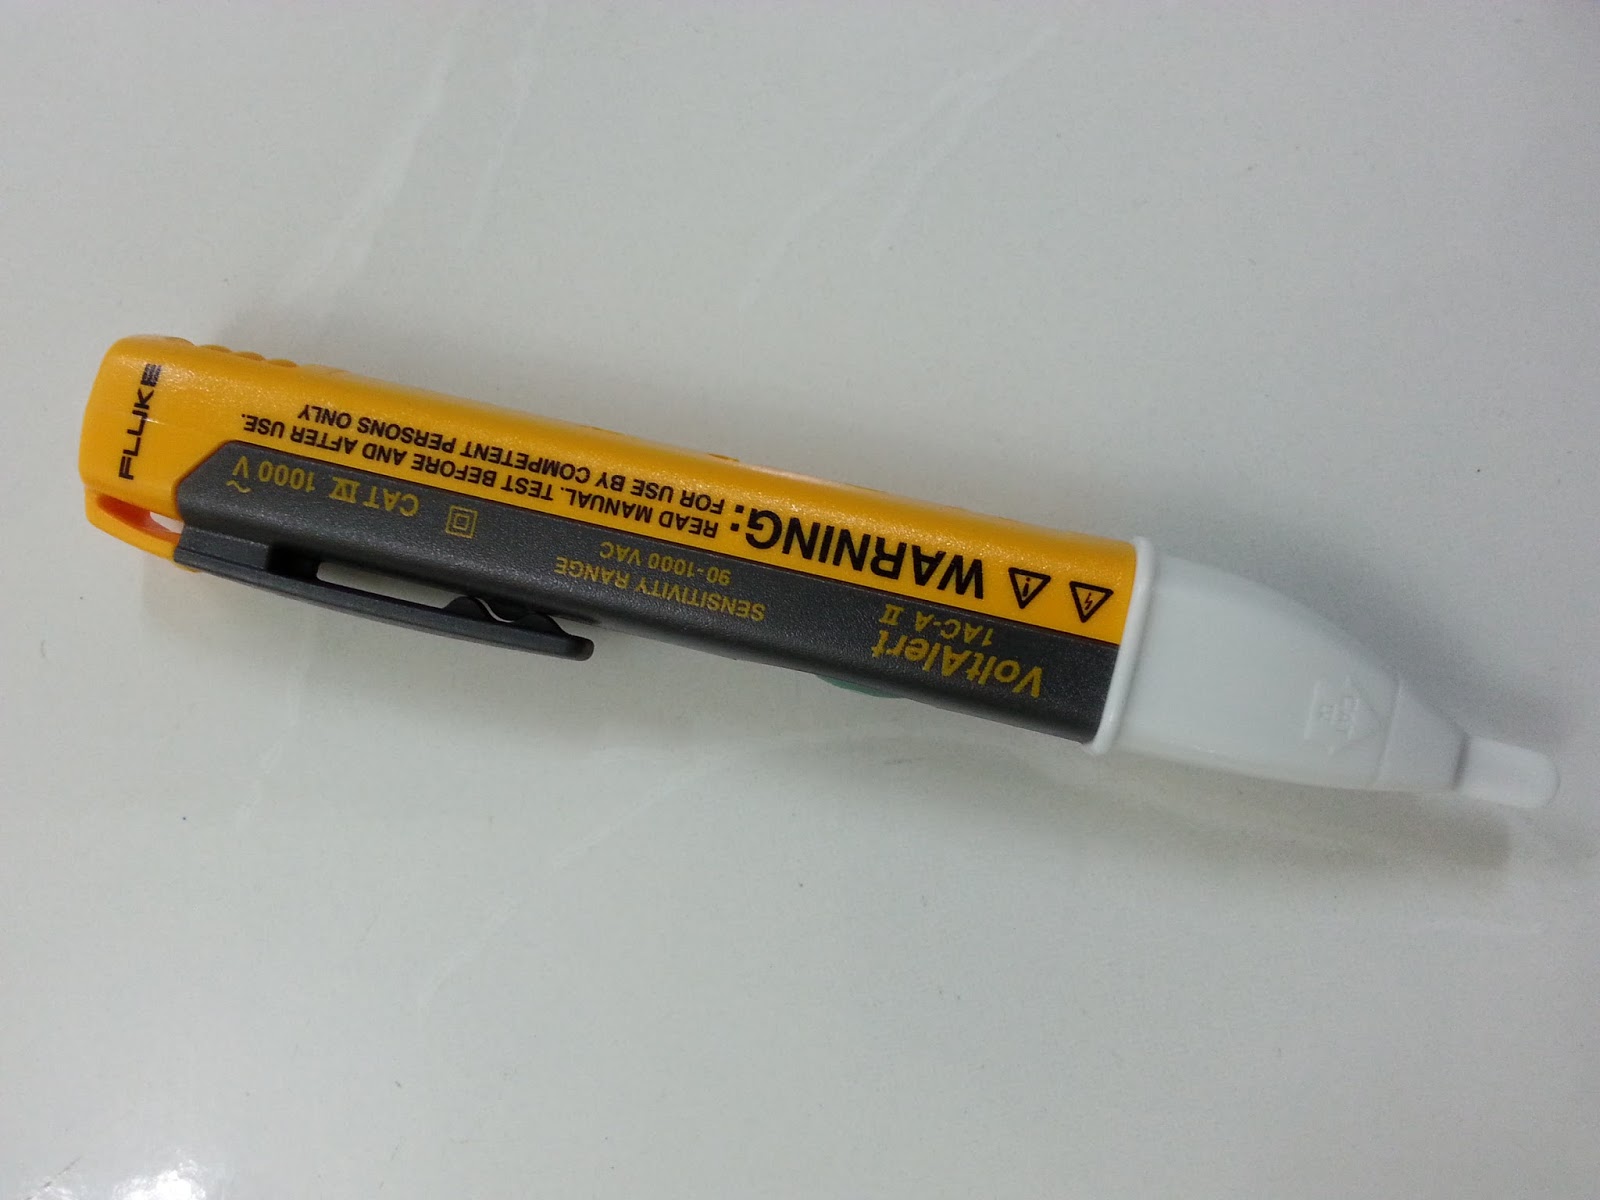 FLUKE
WARNING:
READ MANUAL. TEST BEFORE AND AFTER USE.
FOR USE BY COMPETENT PERSONS ONLY
VoltAlert
1AC-A II
SENSITIVITY RANGE
90-1000 VAC
CAT IV 1000 V